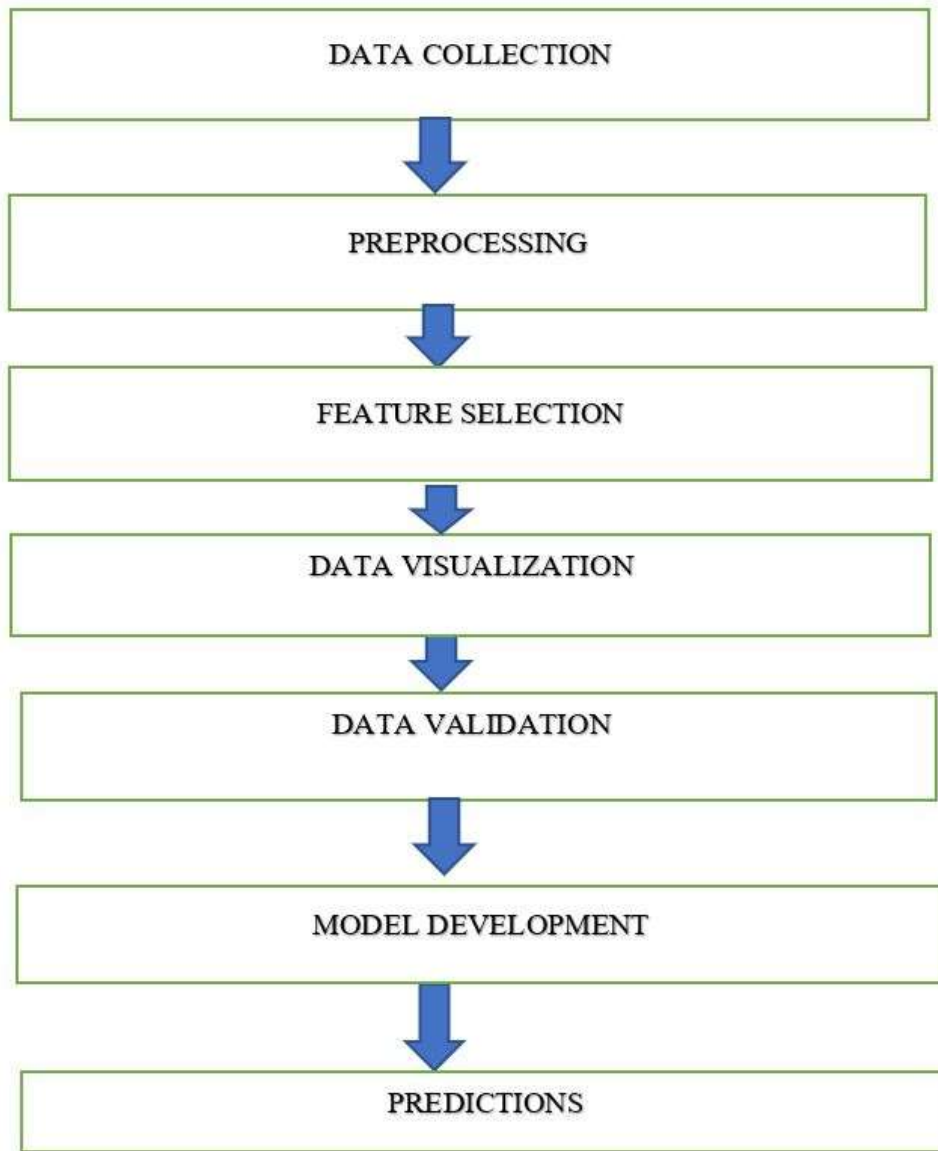 DATA COLLECTION
PREPROCESSING
FEATURE SELECTION
DATA VISUALIZATION
DATA VALIDATION
MODEL DEVELOPMENT
PREDICTIONS